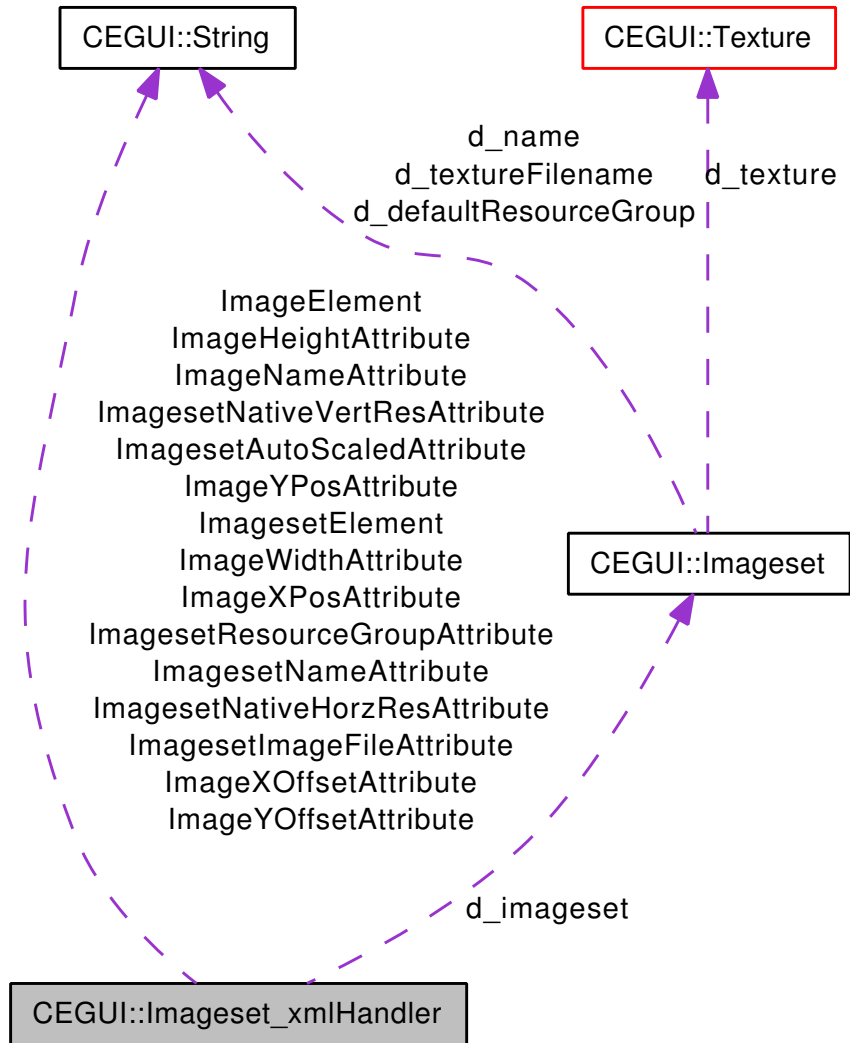 CEGUI::String
CEGUI::Texture
d_name
d_textureFilename
d_defaultResourceGroup
d_texture
ImageElement
ImageHeightAttribute
ImageNameAttribute
ImagesetNativeVertResAttribute
ImagesetAutoScaledAttribute
ImageYPosAttribute
ImagesetElement
ImageWidthAttribute
ImageXPosAttribute
ImagesetResourceGroupAttribute
ImagesetNameAttribute
ImagesetNativeHorzResAttribute
ImagesetImageFileAttribute
ImageXOffsetAttribute
ImageYOffsetAttribute
CEGUI::Imageset
d_imageset
CEGUI::Imageset_xmlHandler